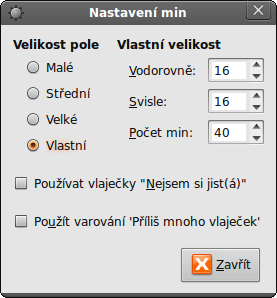 Nastavení min
Velikost pole
Malé
Střední
Velké
Vlastní
Vlastní velikost
Vodorovně: 16
Svisle: 16
Počet min: 40
Používat vlaječky "Nejsem si jist(á)"
Použít varování 'Příliš mnoho vlaječek'
Zavřít